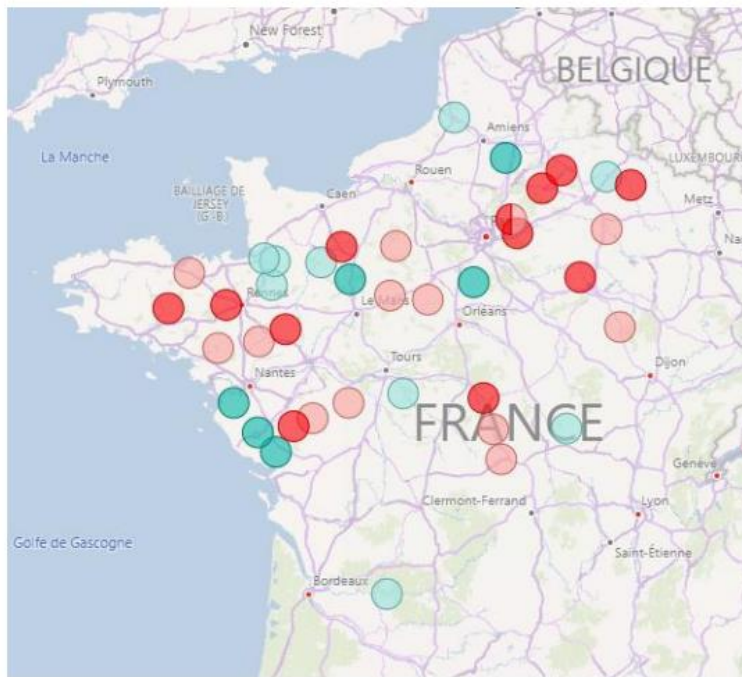 New Forest
Plymouth
BELGIQUE
La Manche
Amiens
LUXEMBOURG
Rouen
BAILLIAGE DE
JERSEY
(G.-B.)
Caen
Metz
Rennes
Le Mans
Orléans
Dijon
Tours
Nantes
FRANCE
Genève
Clermont-Ferrand
Lyon
Golfe de Gascogne
Saint-Étienne
Bordeaux